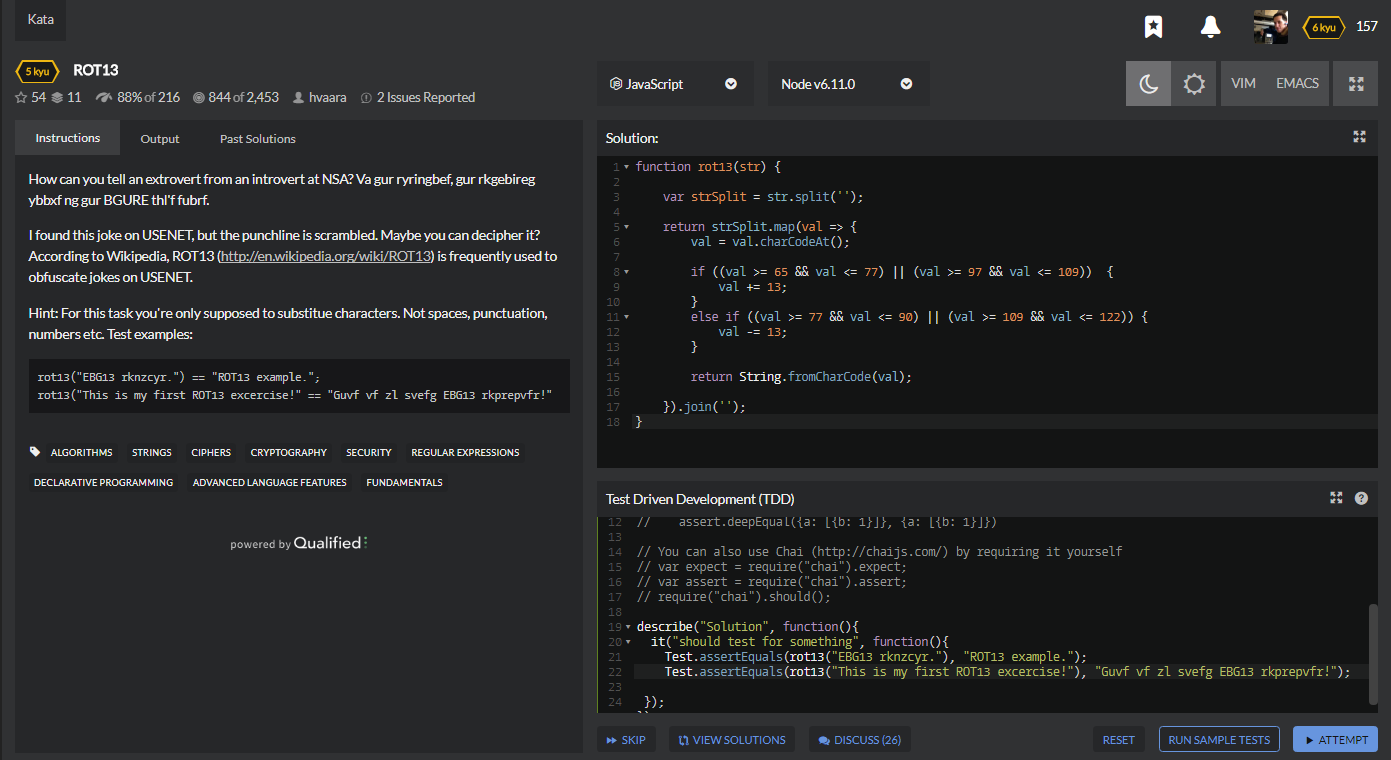 Kata
6 kyu 157
5 kyu ROT13
54 11 88% of 216 844 of 2,453 hvaara 2 Issues Reported
JavaScript Node v6.11.0 VIM EMACS
Instructions Output Past Solutions
How can you tell an extrovert from an introvert at NSA? Va gur ryringbef, gur rkgebireg
ybbxf ng gur BGURE thl'f fubrf.
I found this joke on USENET, but the punchline is scrambled. Maybe you can decipher it?
According to Wikipedia, ROT13 (http://en.wikipedia.org/wiki/ROT13) is frequently used to
obfuscate jokes on USENET.
Hint: For this task you're only supposed to substitue characters. Not spaces, punctuation,
numbers etc. Test examples:
rot13("EBG13 rknzcyr.") == "ROT13 example.";
rot13("This is my first ROT13 excercise!" == "Guvf vf zl svefg EBG13 rkprepvfr!"
ALGORITHMS STRINGS CIPHERS CRYPTOGRAPHY SECURITY REGULAR EXPRESSIONS
DECLARATIVE PROGRAMMING ADVANCED LANGUAGE FEATURES FUNDAMENTALS
powered by Qualified
Solution:
1 function rot13(str) {
2
3 var strSplit = str.split('');
4
5 return strSplit.map(val => {
6 val = val.charCodeAt();
7
8 if ((val >= 65 && val <= 77) || (val >= 97 && val <= 109)) {
9 val += 13;
10 }
11 else if ((val >= 77 && val <= 90) || (val >= 109 && val <= 122)) {
12 val -= 13;
13 }
14
15 return String.fromCharCode(val);
16
17 }).join('');
18 }
Test Driven Development (TDD)
12 // assert.deepEqual({a: [{b: 1}]}, {a: [{b: 1}]})
13
14 // You can also use Chai (http://chaijs.com/) by requiring it yourself
15 // var expect = require("chai").expect;
16 // var assert = require("chai").assert;
17 // require("chai").should();
18
19 describe("Solution", function(){
20 it("should test for something", function(){
21 Test.assertEquals(rot13("EBG13 rknzcyr."), "ROT13 example.");
22 Test.assertEquals(rot13("This is my first ROT13 excercise!"), "Guvf vf zl svefg EBG13 rkprepvfr!");
23
24 });
SKIP VIEW SOLUTIONS DISCUSS (26) RESET RUN SAMPLE TESTS ATTEMPT